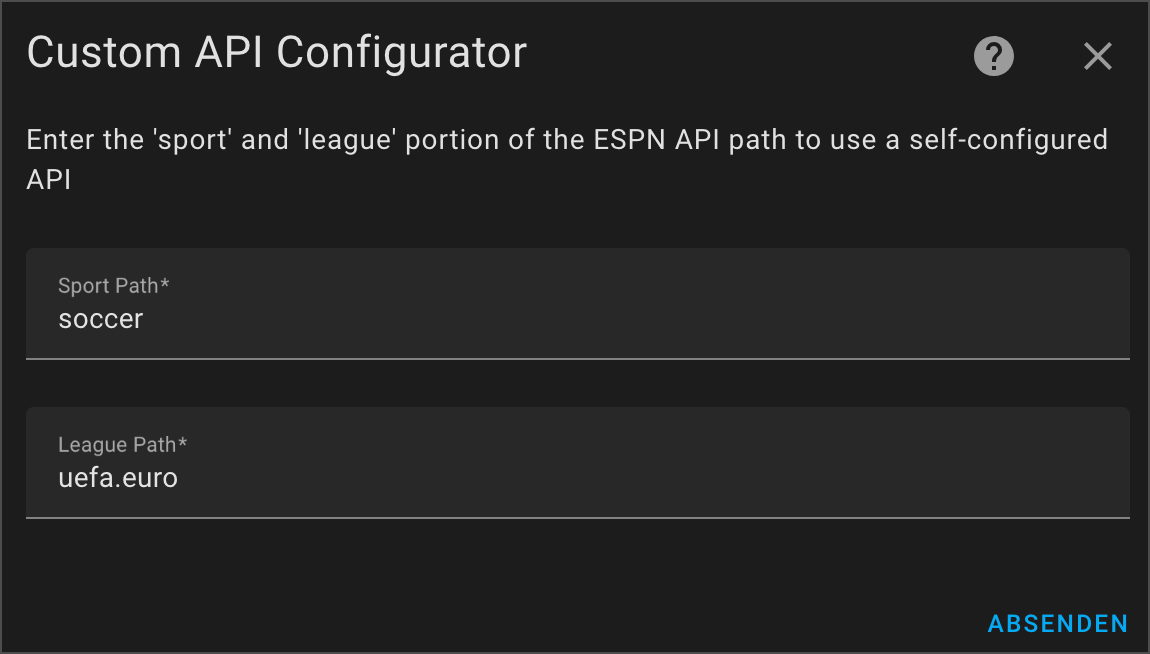 Custom API Configurator
?
Enter the 'sport' and 'league' portion of the ESPN API path to use a self-configured
API
Sport Path*
soccer
League Path*
uefa.euro
ABSENDEN